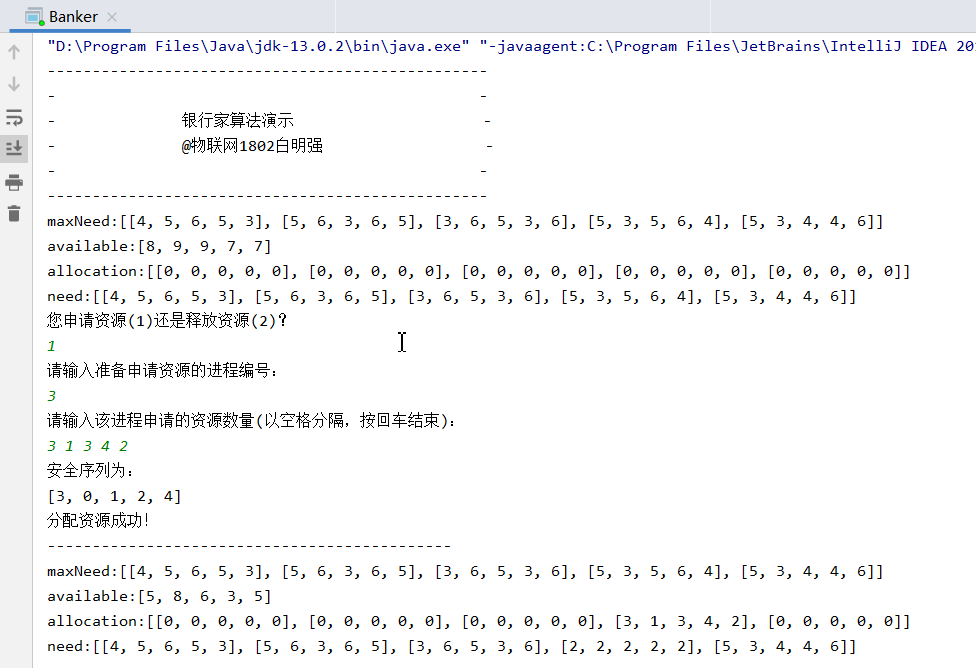 Banker
"D:\Program Files\Java\jdk-13.0.2\bin\java.exe" "-javaagent:C:\Program Files\JetBrains\IntelliJ IDEA 20
-------------------------------------------------
- -
- 银行家算法演示 -
- @物联网1802白明强 -
- -
-------------------------------------------------
maxNeed:[[4, 5, 6, 5, 3], [5, 6, 3, 6, 5], [3, 6, 5, 3, 6], [5, 3, 5, 6, 4], [5, 3, 4, 4, 6]]
available:[8, 9, 9, 7, 7]
allocation:[[0, 0, 0, 0, 0], [0, 0, 0, 0, 0], [0, 0, 0, 0, 0], [0, 0, 0, 0, 0], [0, 0, 0, 0, 0]]
need:[[4, 5, 6, 5, 3], [5, 6, 3, 6, 5], [3, 6, 5, 3, 6], [5, 3, 5, 6, 4], [5, 3, 4, 4, 6]]
您申请资源(1)还是释放资源(2)?
1
请输入准备申请资源的进程编号:
3
请输入该进程申请的资源数量(以空格分隔，按回车结束):
3 1 3 4 2
安全序列为:
[3, 0, 1, 2, 4]
分配资源成功!
---------------------------------------------
maxNeed:[[4, 5, 6, 5, 3], [5, 6, 3, 6, 5], [3, 6, 5, 3, 6], [5, 3, 5, 6, 4], [5, 3, 4, 4, 6]]
available:[5, 8, 6, 3, 5]
allocation:[[0, 0, 0, 0, 0], [0, 0, 0, 0, 0], [0, 0, 0, 0, 0], [3, 1, 3, 4, 2], [0, 0, 0, 0, 0]]
need:[[4, 5, 6, 5, 3], [5, 6, 3, 6, 5], [3, 6, 5, 3, 6], [2, 2, 2, 2, 2], [5, 3, 4, 4, 6]]